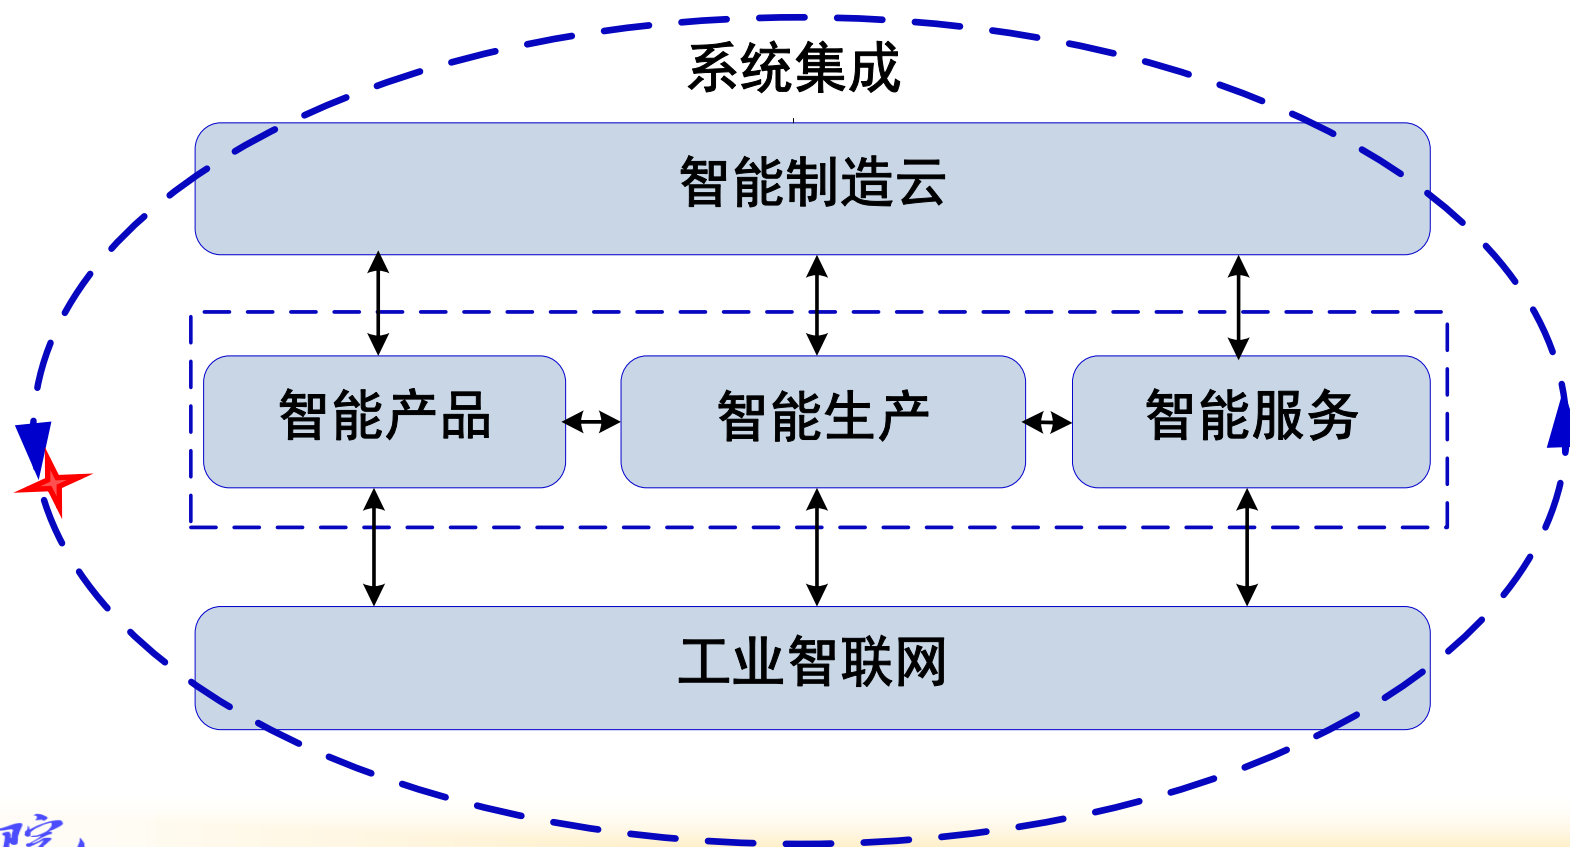 系统集成
智能制造云
智能产品
智能生产
智能服务
工业智联网
院